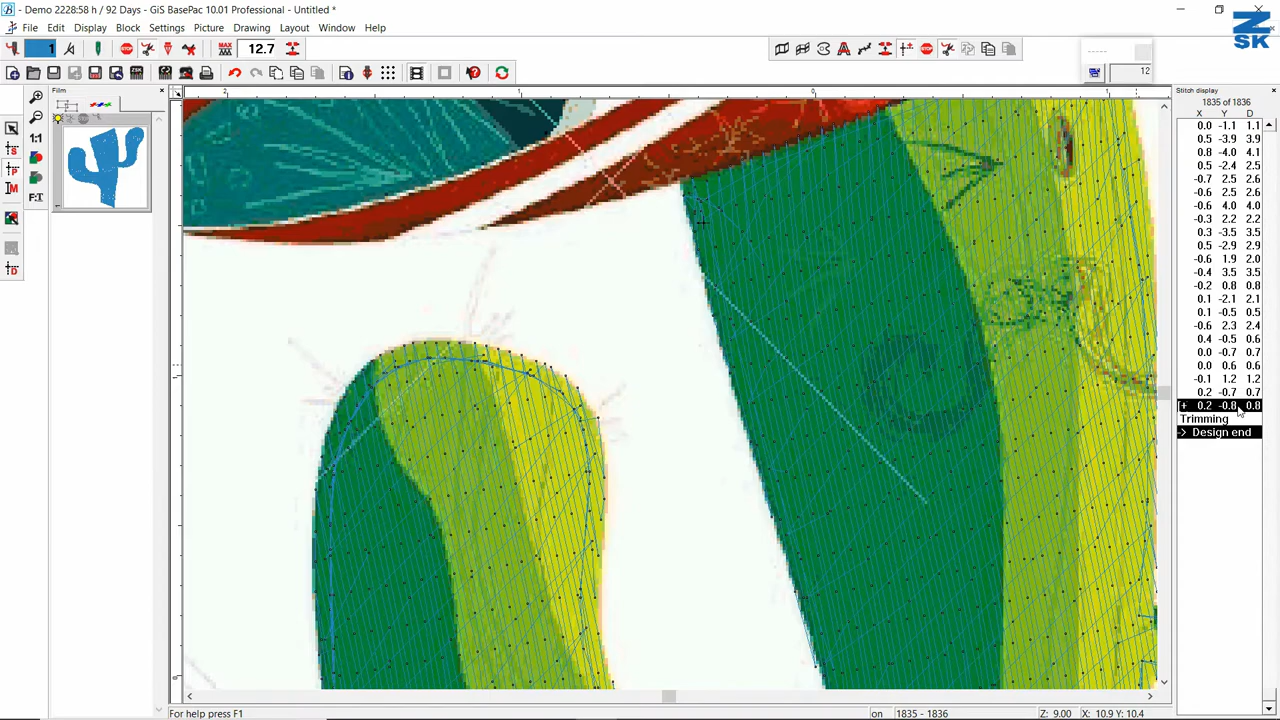 - Demo 2228:58 h / 92 Days - GiS BasePac 10.01 Professional - Untitled *
File Edit Display Block Settings Picture Drawing Layout Window Help
1 STOP MAX 12.7 STOP
12
ZSK
Film
1:1
F:T
Stitch display
1835 of 1836
X Y D
0.0 -1.1 1.1
0.5 -3.9 3.9
0.8 -4.0 4.1
0.5 -2.4 2.5
-0.7 2.5 2.6
-0.6 2.5 2.6
-0.6 4.0 4.0
-0.3 2.2 2.2
0.3 -3.5 3.5
0.5 -2.9 2.9
-0.6 1.9 2.0
-0.4 3.5 3.5
-0.2 0.8 0.8
0.1 -2.1 2.1
0.1 -0.5 0.5
-0.6 2.3 2.4
0.4 -0.5 0.6
0.0 -0.7 0.7
0.0 0.6 0.6
-0.1 1.2 1.2
0.2 -0.7 0.7
[+ 0.2 -0.8 0.8
Trimming
-> Design end
For help press F1 on 1835 - 1836 Z: 9.00 X: 10.9 Y: 10.4